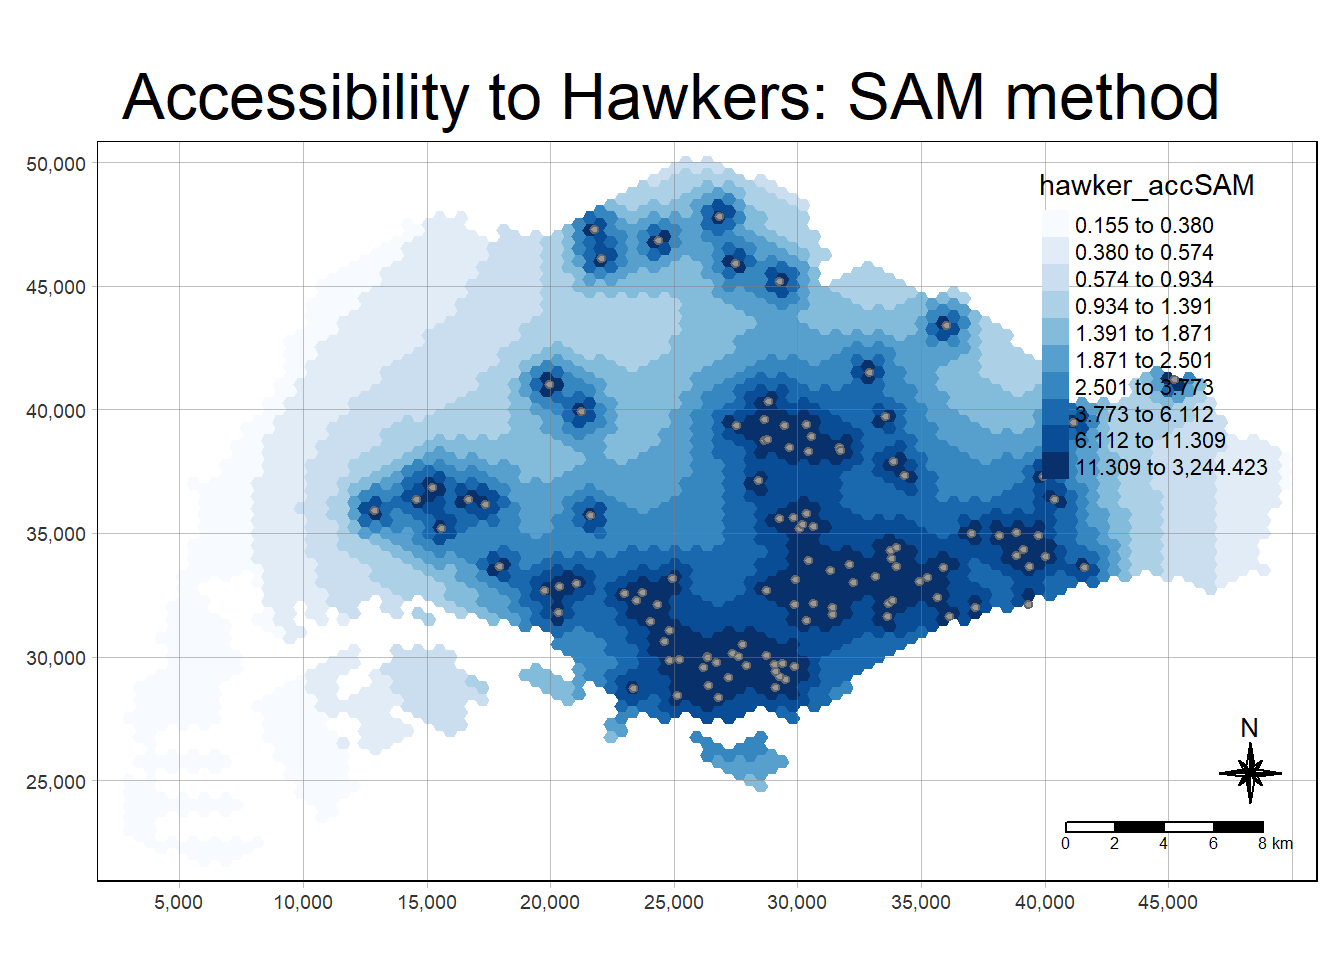 Accessibility to Hawkers: SAM method
50,000
45,000
40,000
35,000
30,000
25,000
hawker_accSAM
0.155 to 0.380
0.380 to 0.574
0.574 to 0.934
0.934 to 1.391
1.391 to 1.871
1.871 to 2.501
2.501 to 3.773
3.773 to 6.112
6.112 to 11.309
11.309 to 3,244.423
N
0 2 4 6 8 km
5,000 10,000 15,000 20,000 25,000 30,000 35,000 40,000 45,000